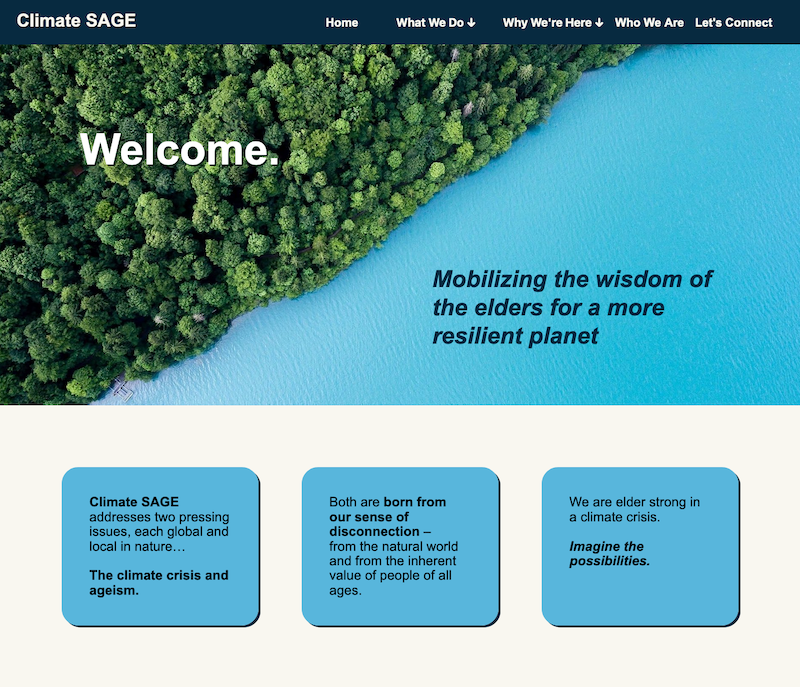 Climate SAGE
Home What We Do ↓ Why We're Here ↓ Who We Are Let's Connect
Welcome.
Mobilizing the wisdom of
the elders for a more
resilient planet
Climate SAGE
addresses two pressing
issues, each global and
local in nature…
The climate crisis and
ageism.
Both are born from
our sense of
disconnection –
from the natural world
and from the inherent
value of people of all
ages.
We are elder strong in
a climate crisis.
Imagine the
possibilities.